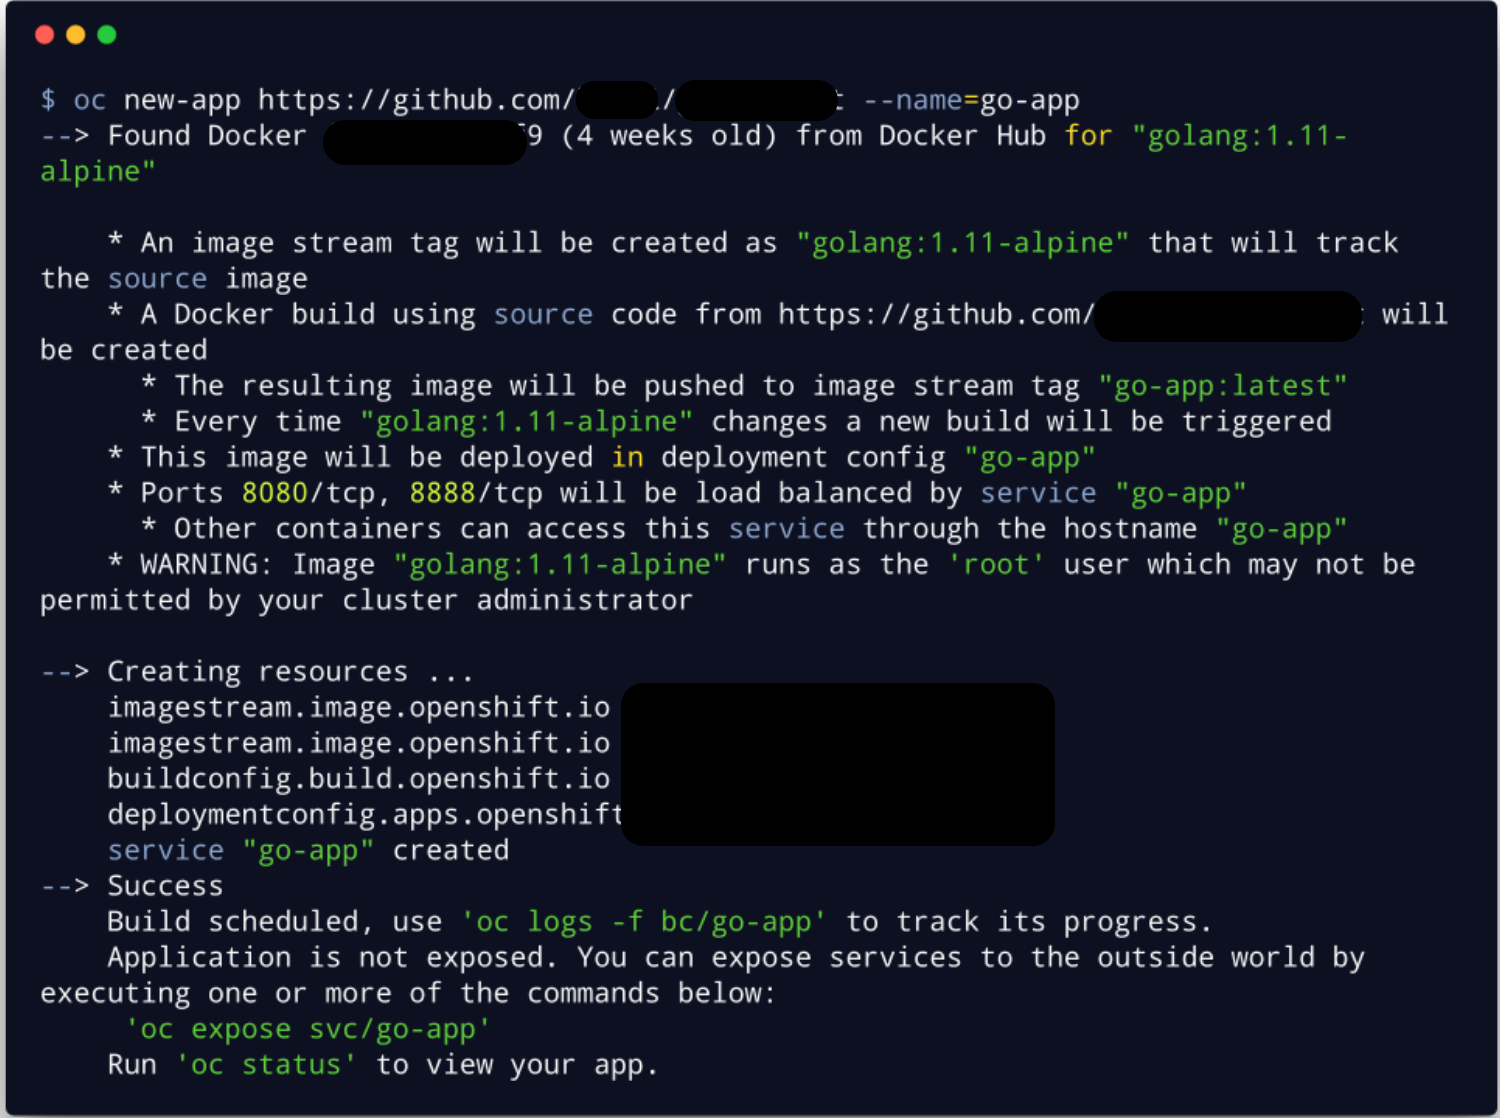 $ oc new-app https://github.com/ / --name=go-app
--> Found Docker 9 (4 weeks old) from Docker Hub for "golang:1.11-
alpine"
* An image stream tag will be created as "golang:1.11-alpine" that will track
the source image
* A Docker build using source code from https://github.com/ will
be created
* The resulting image will be pushed to image stream tag "go-app:latest"
* Every time "golang:1.11-alpine" changes a new build will be triggered
* This image will be deployed in deployment config "go-app"
* Ports 8080/tcp, 8888/tcp will be load balanced by service "go-app"
* Other containers can access this service through the hostname "go-app"
* WARNING: Image "golang:1.11-alpine" runs as the 'root' user which may not be
permitted by your cluster administrator
--> Creating resources ...
imagestream.image.openshift.io
imagestream.image.openshift.io
buildconfig.build.openshift.io
deploymentconfig.apps.openshift
service "go-app" created
--> Success
Build scheduled, use 'oc logs -f bc/go-app' to track its progress.
Application is not exposed. You can expose services to the outside world by
executing one or more of the commands below:
'oc expose svc/go-app'
Run 'oc status' to view your app.